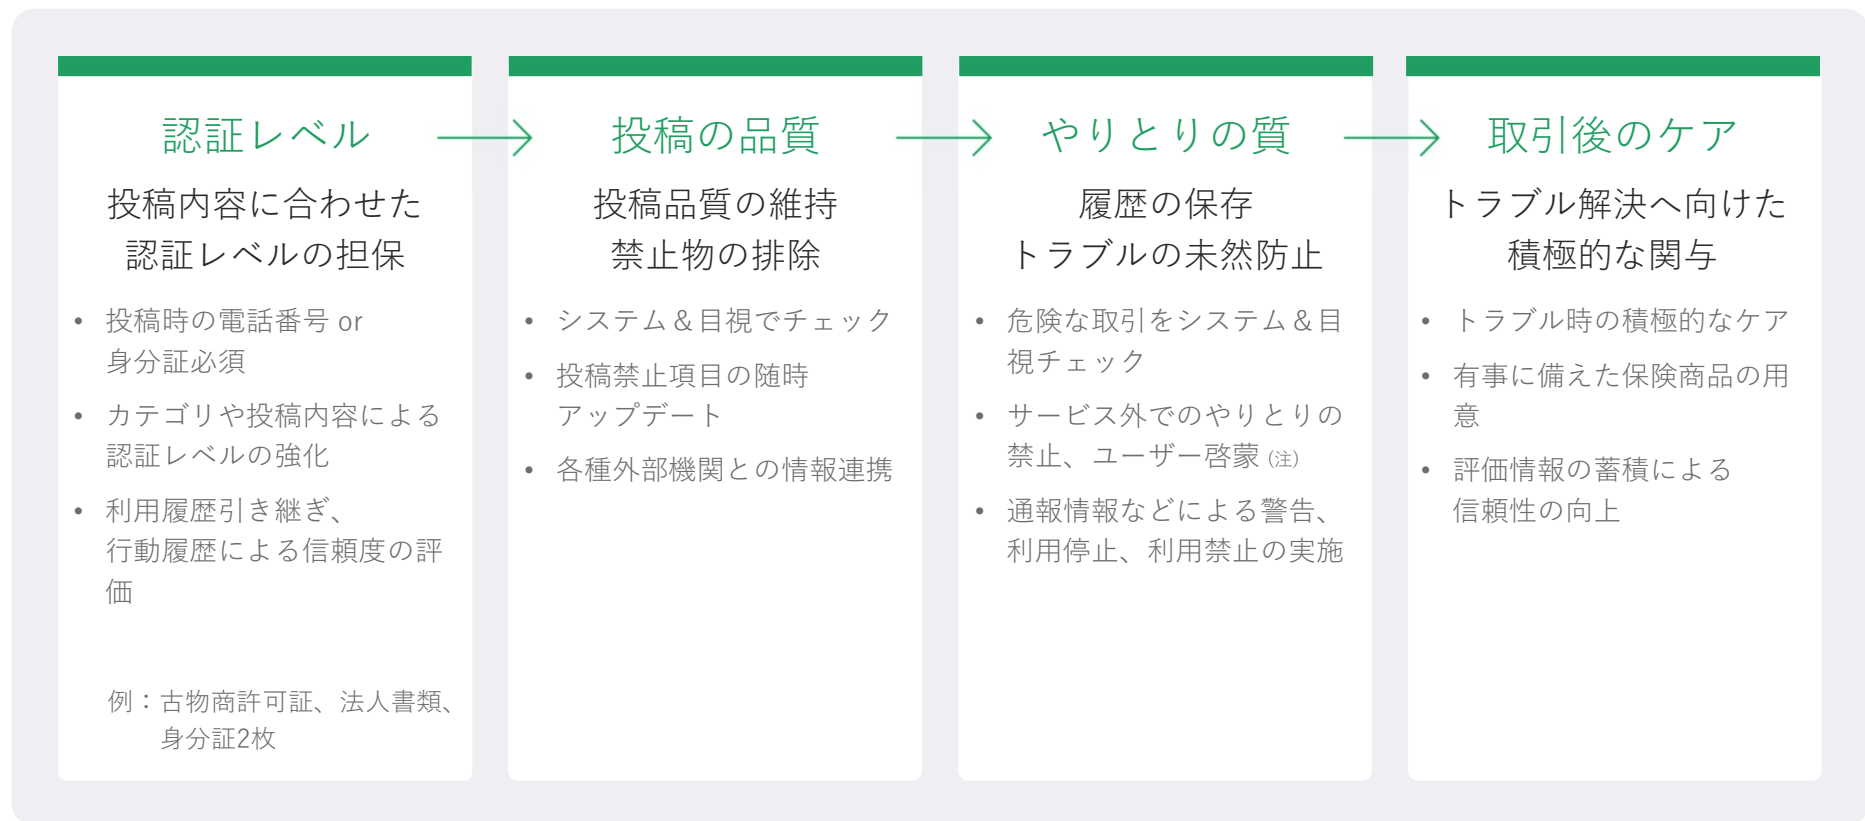 認証レベル
投稿内容に合わせた
認証レベルの担保
• 投稿時の電話番号 or
身分証必須
• カテゴリや投稿内容による
認証レベルの強化
• 利用履歴引き継ぎ、
行動履歴による信頼度の評
価
例：古物商許可証、法人書類、
身分証2枚
投稿の品質
投稿品質の維持
禁止物の排除
• システム＆目視でチェック
• 投稿禁止項目の随時
アップデート
• 各種外部機関との情報連携
やりとりの質
履歴の保存
トラブルの未然防止
• 危険な取引をシステム＆目
視チェック
• サービス外でのやりとりの
禁止、ユーザー啓蒙 (注)
• 通報情報などによる警告、
利用停止、利用禁止の実施
取引後のケア
トラブル解決へ向けた
積極的な関与
• トラブル時の積極的なケア
• 有事に備えた保険商品の用
意
• 評価情報の蓄積による
信頼性の向上